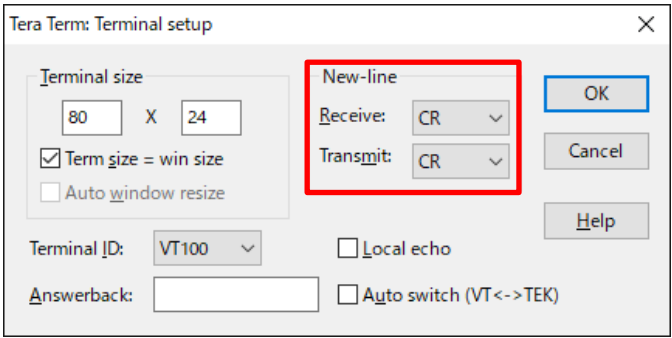 Tera Term: Terminal setup
Terminal size
80 X 24
Term size = win size
Auto window resize
New-line
Receive: CR
Transmit: CR
OK
Cancel
Help
Terminal ID: VT100
Local echo
Answerback:
Auto switch (VT<->TEK)